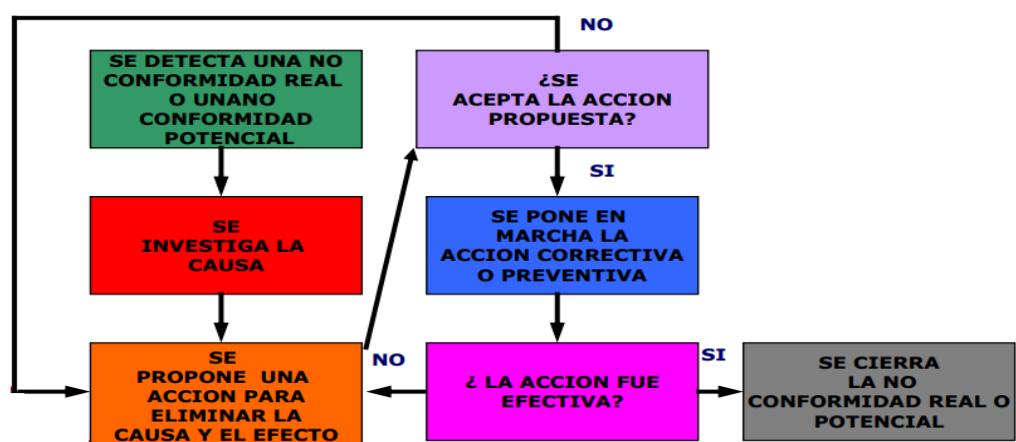 SE DETECTA UNA NO
CONFORMIDAD REAL
O UNANO
CONFORMIDAD
POTENCIAL
SE
INVESTIGA LA
CAUSA
SE
PROPONE UNA
ACCION PARA
ELIMINAR LA
CAUSA Y EL EFECTO
NO
¿SE
ACEPTA LA ACCION
PROPUESTA?
SI
SE PONE EN
MARCHA LA
ACCION CORRECTIVA
O PREVENTIVA
NO
¿ LA ACCION FUE
EFECTIVA?
SI
SE CIERRA
LA NO
CONFORMIDAD REAL O
POTENCIAL